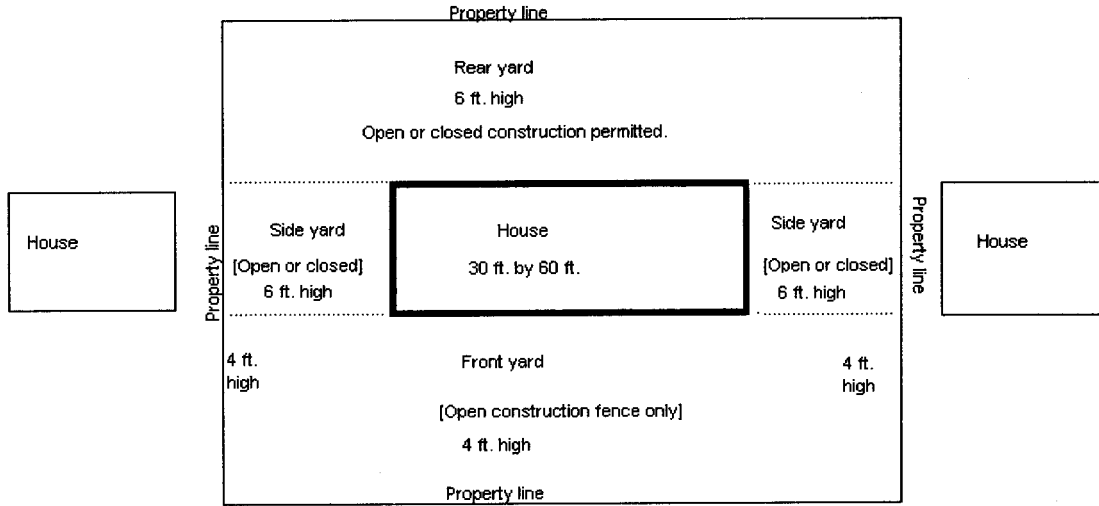 Property line
Rear yard
6 ft. high
Open or closed construction permitted.
House
Property line
Side yard
[Open or closed]
6 ft. high
House
30 ft. by 60 ft.
Side yard
[Open or closed]
6 ft. high
Property line
House
4 ft.
high
Front yard
4 ft.
high
[Open construction fence only]
4 ft. high
Property line